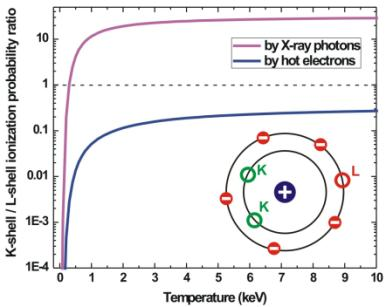 K-shell / L-shell ionization probability ratio
10
1
0.1
0.01
1E-3
1E-4
by X-ray photons
by hot electrons
K
K
L
0 1 2 3 4 5 6 7 8 9 10
Temperature (keV)